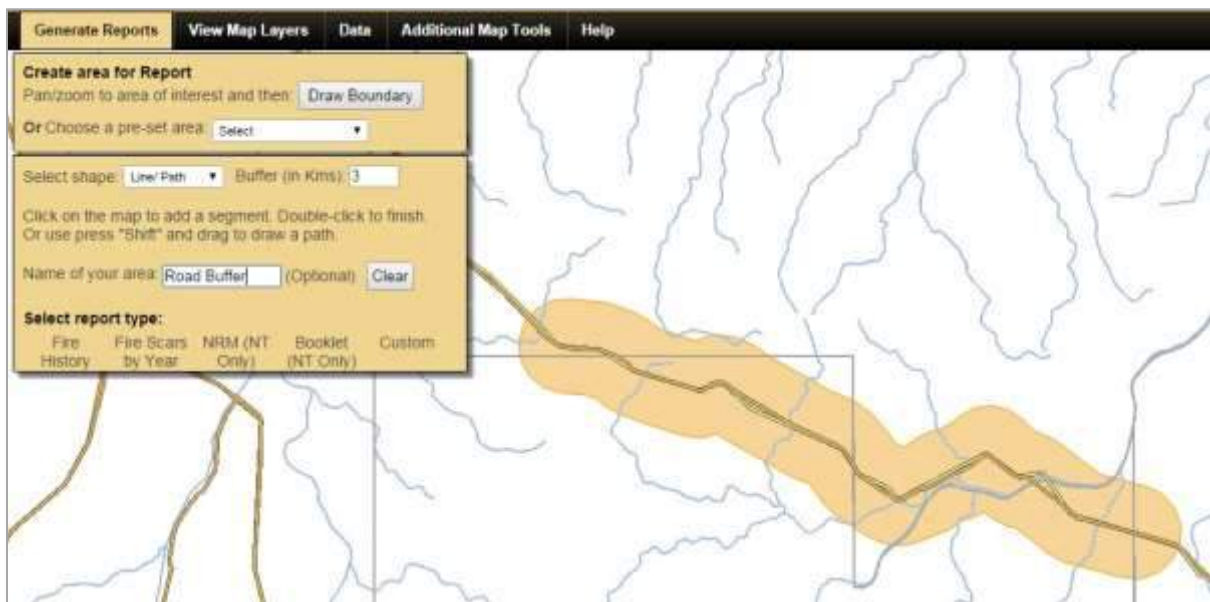 Generate Reports View Map Layers Data Additional Map Tools Help
Create area for Report
Pan/zoom to area of interest and then: Draw Boundary
Or Choose a pre-set area: Select
Select shape: Line/ Path Buffer (in Kms): 3
Click on the map to add a segment. Double-click to finish.
Or use press "Shift" and drag to draw a path.
Name of your area: Road Buffer (Optional) Clear
Select report type:
Fire Fire Scars NRM (NT Booklet Custom
History by Year Only) (NT Only)